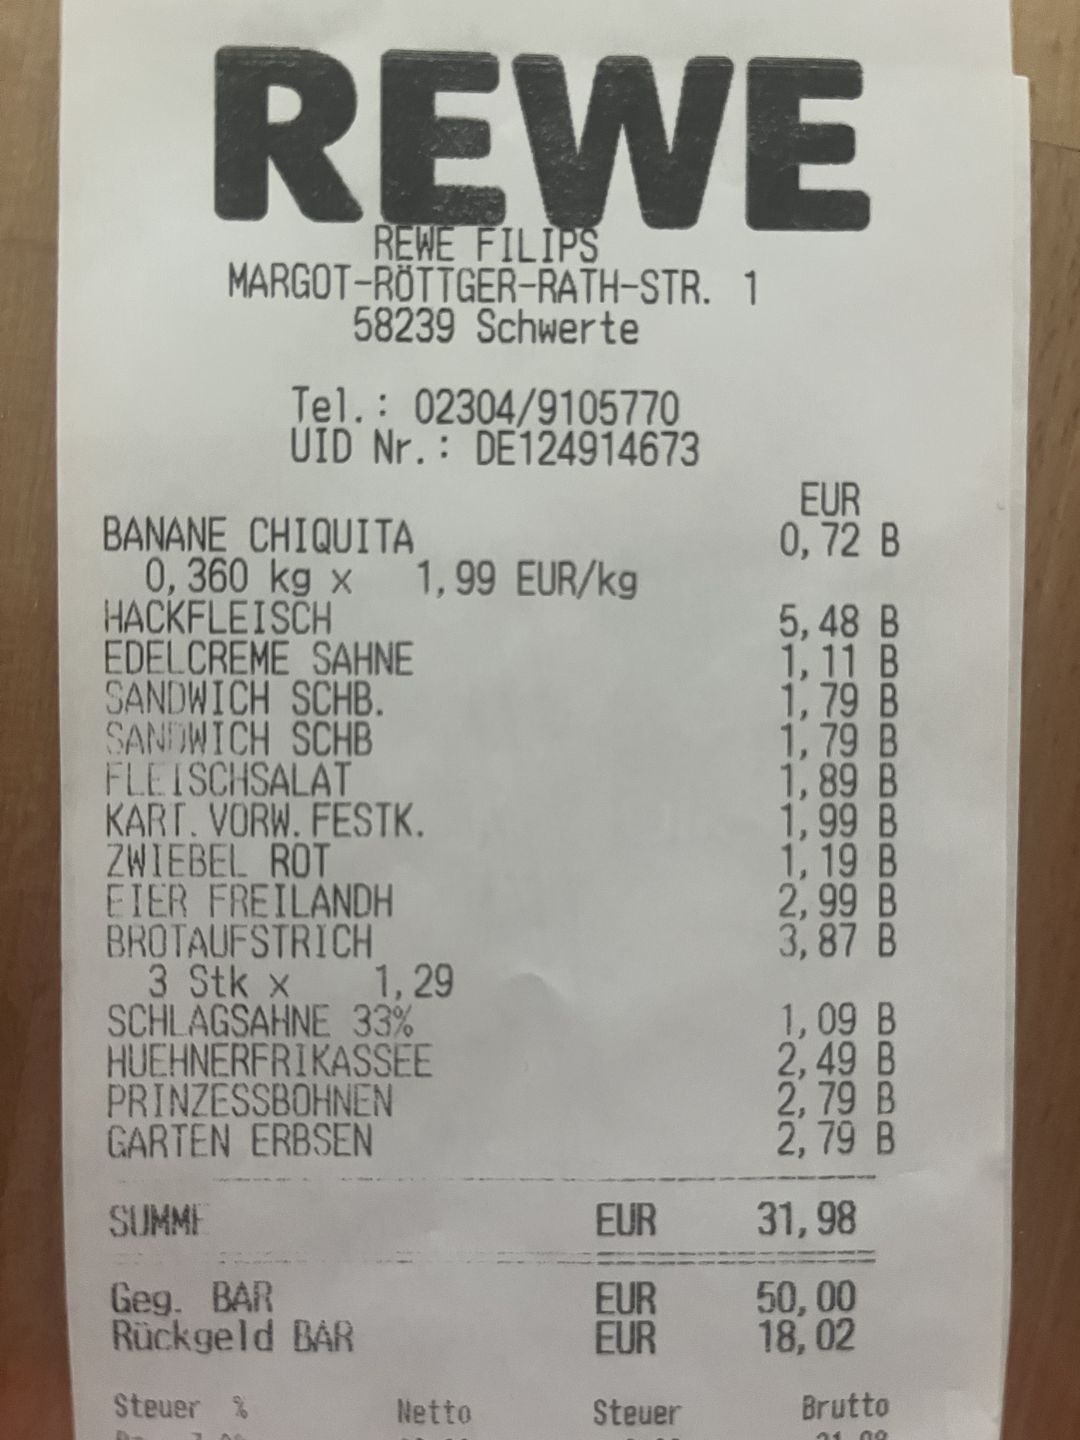 REWE
REWE FILIPS
MARGOT-RÖTTGER-RATH-STR. 1
58239 Schwerte
Tel.: 02304/9105770
UID Nr.: DE124914673
EUR
BANANE CHIQUITA 0,72 B
0,360 kg x 1,99 EUR/kg
HACKFLEISCH 5,48 B
EDELCREME SAHNE 1,11 B
SANDWICH SCHB. 1,79 B
SANDWICH SCHB 1,79 B
FLEISCHSALAT 1,89 B
KART. VORW. FESTK. 1,99 B
ZWIEBEL ROT 1,19 B
EIER FREILANDH 2,99 B
BROTAUFSTRICH 3,87 B
3 Stk x 1,29
SCHLAGSAHNE 33% 1,09 B
HUEHNERFRIKASSEE 2,49 B
PRINZESSBOHNEN 2,79 B
GARTEN ERBSEN 2,79 B
SUMME EUR 31,98
Geg. BAR EUR 50,00
Rückgeld BAR EUR 18,02
Steuer % Netto Steuer Brutto